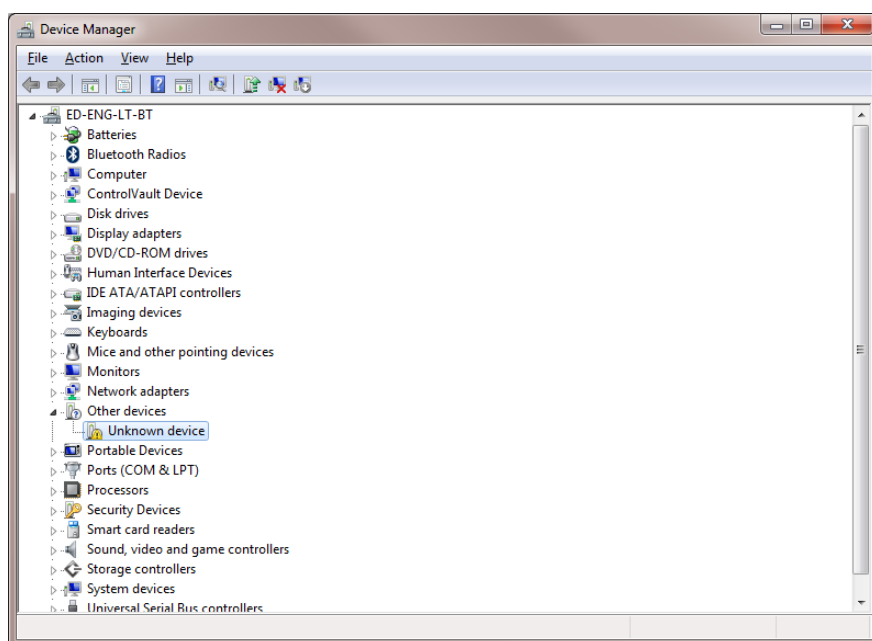 Device Manager
File Action View Help
ED-ENG-LT-BT
Batteries
Bluetooth Radios
Computer
ControlVault Device
Disk drives
Display adapters
DVD/CD-ROM drives
Human Interface Devices
IDE ATA/ATAPI controllers
Imaging devices
Keyboards
Mice and other pointing devices
Monitors
Network adapters
Other devices
Unknown device
Portable Devices
Ports (COM & LPT)
Processors
Security Devices
Smart card readers
Sound, video and game controllers
Storage controllers
System devices
Universal Serial Bus controllers